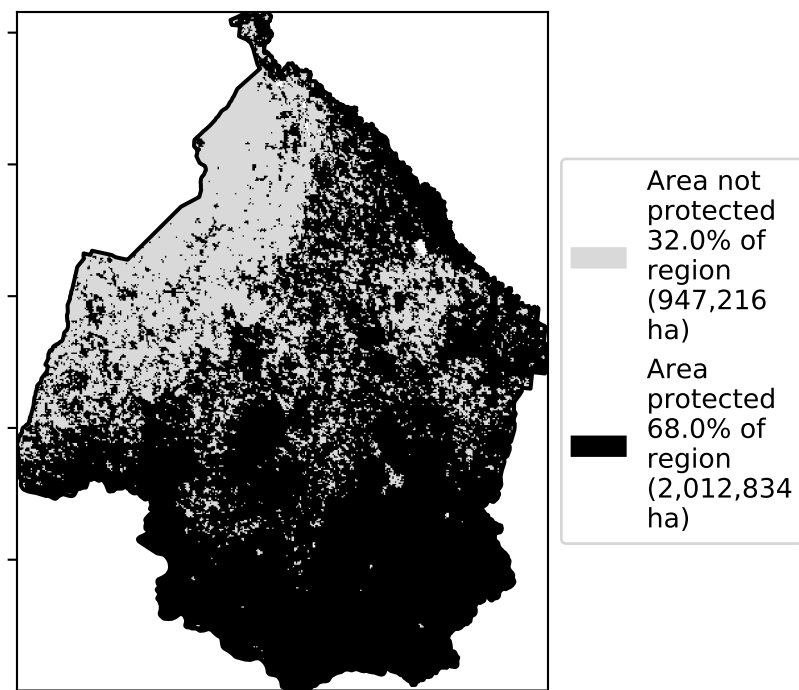 Area not
protected
32.0% of
region
(947,216
ha)
Area
protected
68.0% of
region
(2,012,834
ha)